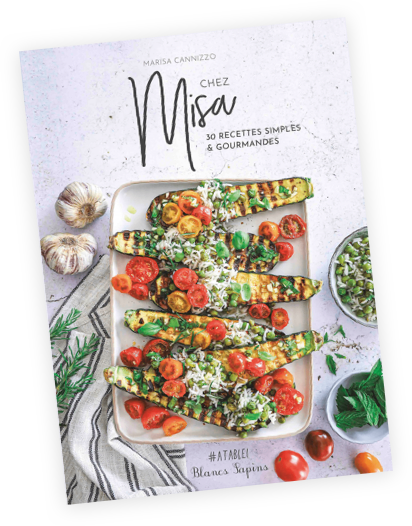 MARISA CANNIZZO
CHEZ
Misa
30 RECETTES SIMPLES
& GOURMANDES
#ATABLE!
Blancs Sapins